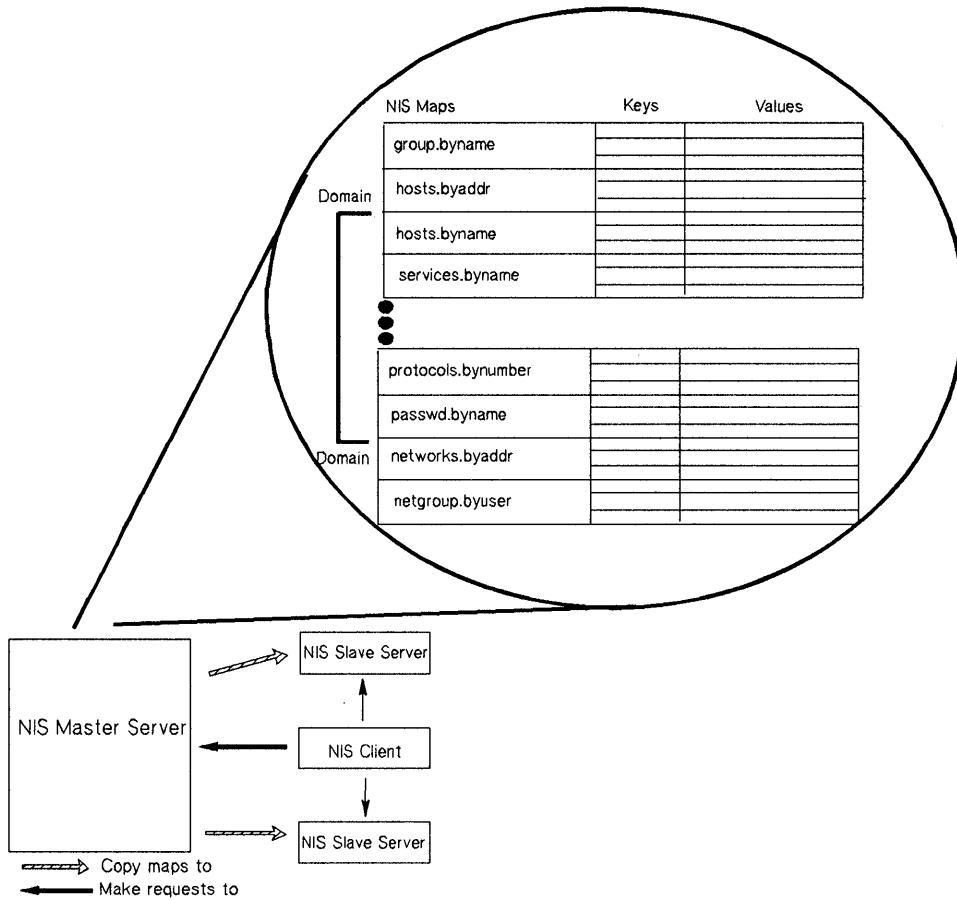 NIS Maps Keys Values
group.byname
hosts.byaddr
Domain
hosts.byname
services.byname
protocols.bynumber
passwd.byname
Domain
networks.byaddr
netgroup.byuser
NIS Slave Server
NIS Master Server
NIS Client
NIS Slave Server
Copy maps to
Make requests to